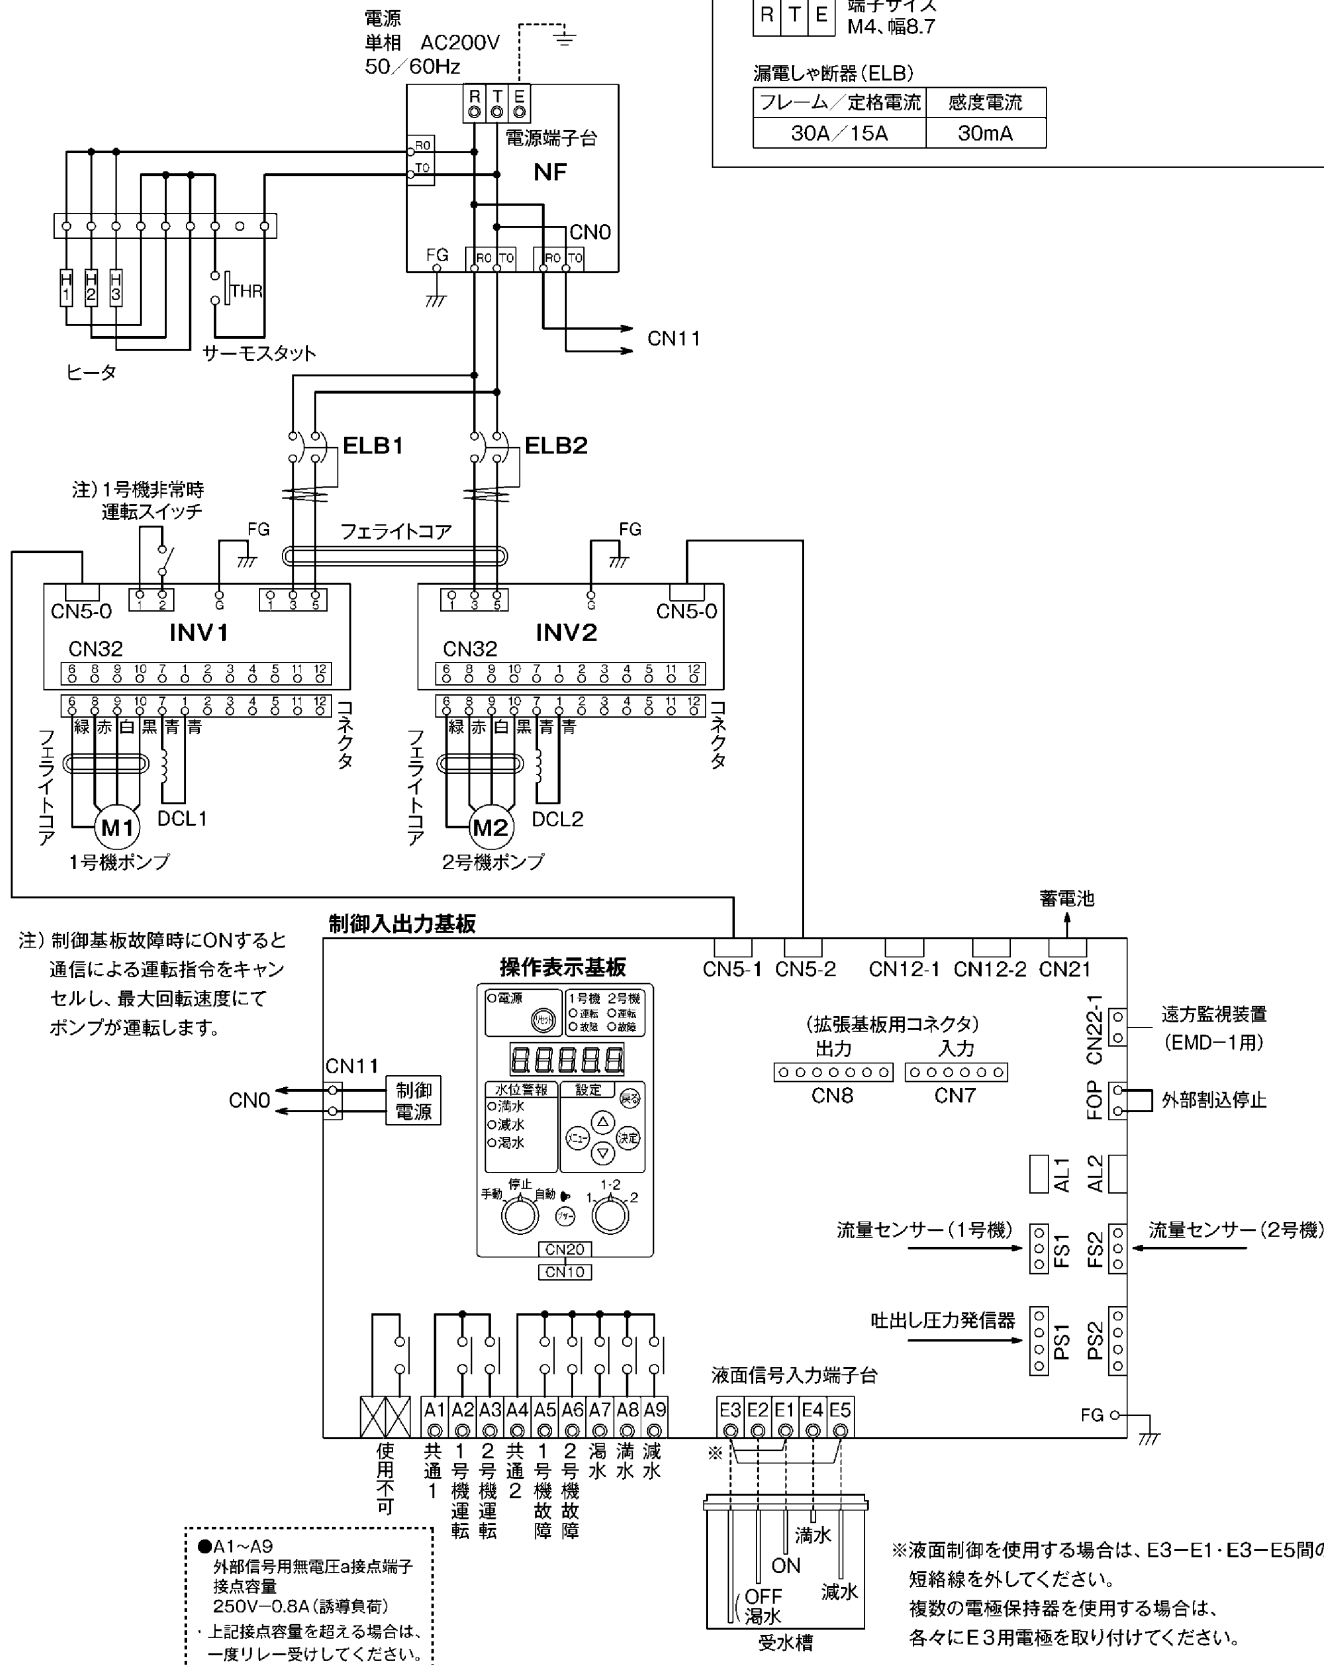 電源
単相 AC200V
50/60Hz
R T E
端子サイズ
M4、幅8.7
漏電しゃ断器(ELB)
フレーム/定格電流 感度電流
30A/15A 30mA
R T E
電源端子台
NF
R0
T0
CN0
FG
R0 T0 R0 T0
CN11
H1 H2 H3
THR
サーモスタット
ヒータ
ELB1 ELB2
注)1号機非常時
運転スイッチ
FG フェライトコア FG
CN5-0 1 2 G 1 3 5
INV1
CN32
6 8 9 10 7 1 2 3 4 5 11 12
6 8 9 10 7 1 2 3 4 5 11 12
緑 赤 白 黒 青 青
コネクタ
フェライトコア
M1 DCL1
1号機ポンプ
1 3 5 G CN5-0
INV2
CN32
6 8 9 10 7 1 2 3 4 5 11 12
6 8 9 10 7 1 2 3 4 5 11 12
緑 赤 白 黒 青 青
コネクタ
フェライトコア
M2 DCL2
2号機ポンプ
注)制御基板故障時にONすると
通信による運転指令をキャン
セルし、最大回転速度にて
ポンプが運転します。
制御入出力基板
蓄電池
CN5-1 CN5-2 CN12-1 CN12-2 CN21
操作表示基板
電源
リセット
1号機 2号機
運転 運転
故障 故障
88888
水位警報
満水
減水
渇水
設定
戻る
メニュー
決定
手動 停止 自動
ブザー
1 1・2 2
CN20
CN10
CN11
CN0
制御
電源
(拡張基板用コネクタ)
出力 入力
CN8 CN7
CN22-1
遠方監視装置
(EMD-1用)
FOP
外部割込停止
AL1 AL2
流量センサー(1号機) FS1 FS2 流量センサー(2号機)
吐出し圧力発信器 PS1 PS2
FG
A1 A2 A3 A4 A5 A6 A7 A8 A9
使用不可
共通1
1号機運転
2号機運転
共通2
1号機故障
2号機故障
渇水
満水
減水
液面信号入力端子台
E3 E2 E1 E4 E5
※
満水
ON
OFF
渇水
減水
受水槽
●A1~A9
外部信号用無電圧a接点端子
接点容量
250V-0.8A(誘導負荷)
・上記接点容量を超える場合は、
一度リレー受けしてください。
※液面制御を使用する場合は、E3-E1・E3-E5間の
短絡線を外してください。
複数の電極保持器を使用する場合は、
各々にE3用電極を取り付けてください。